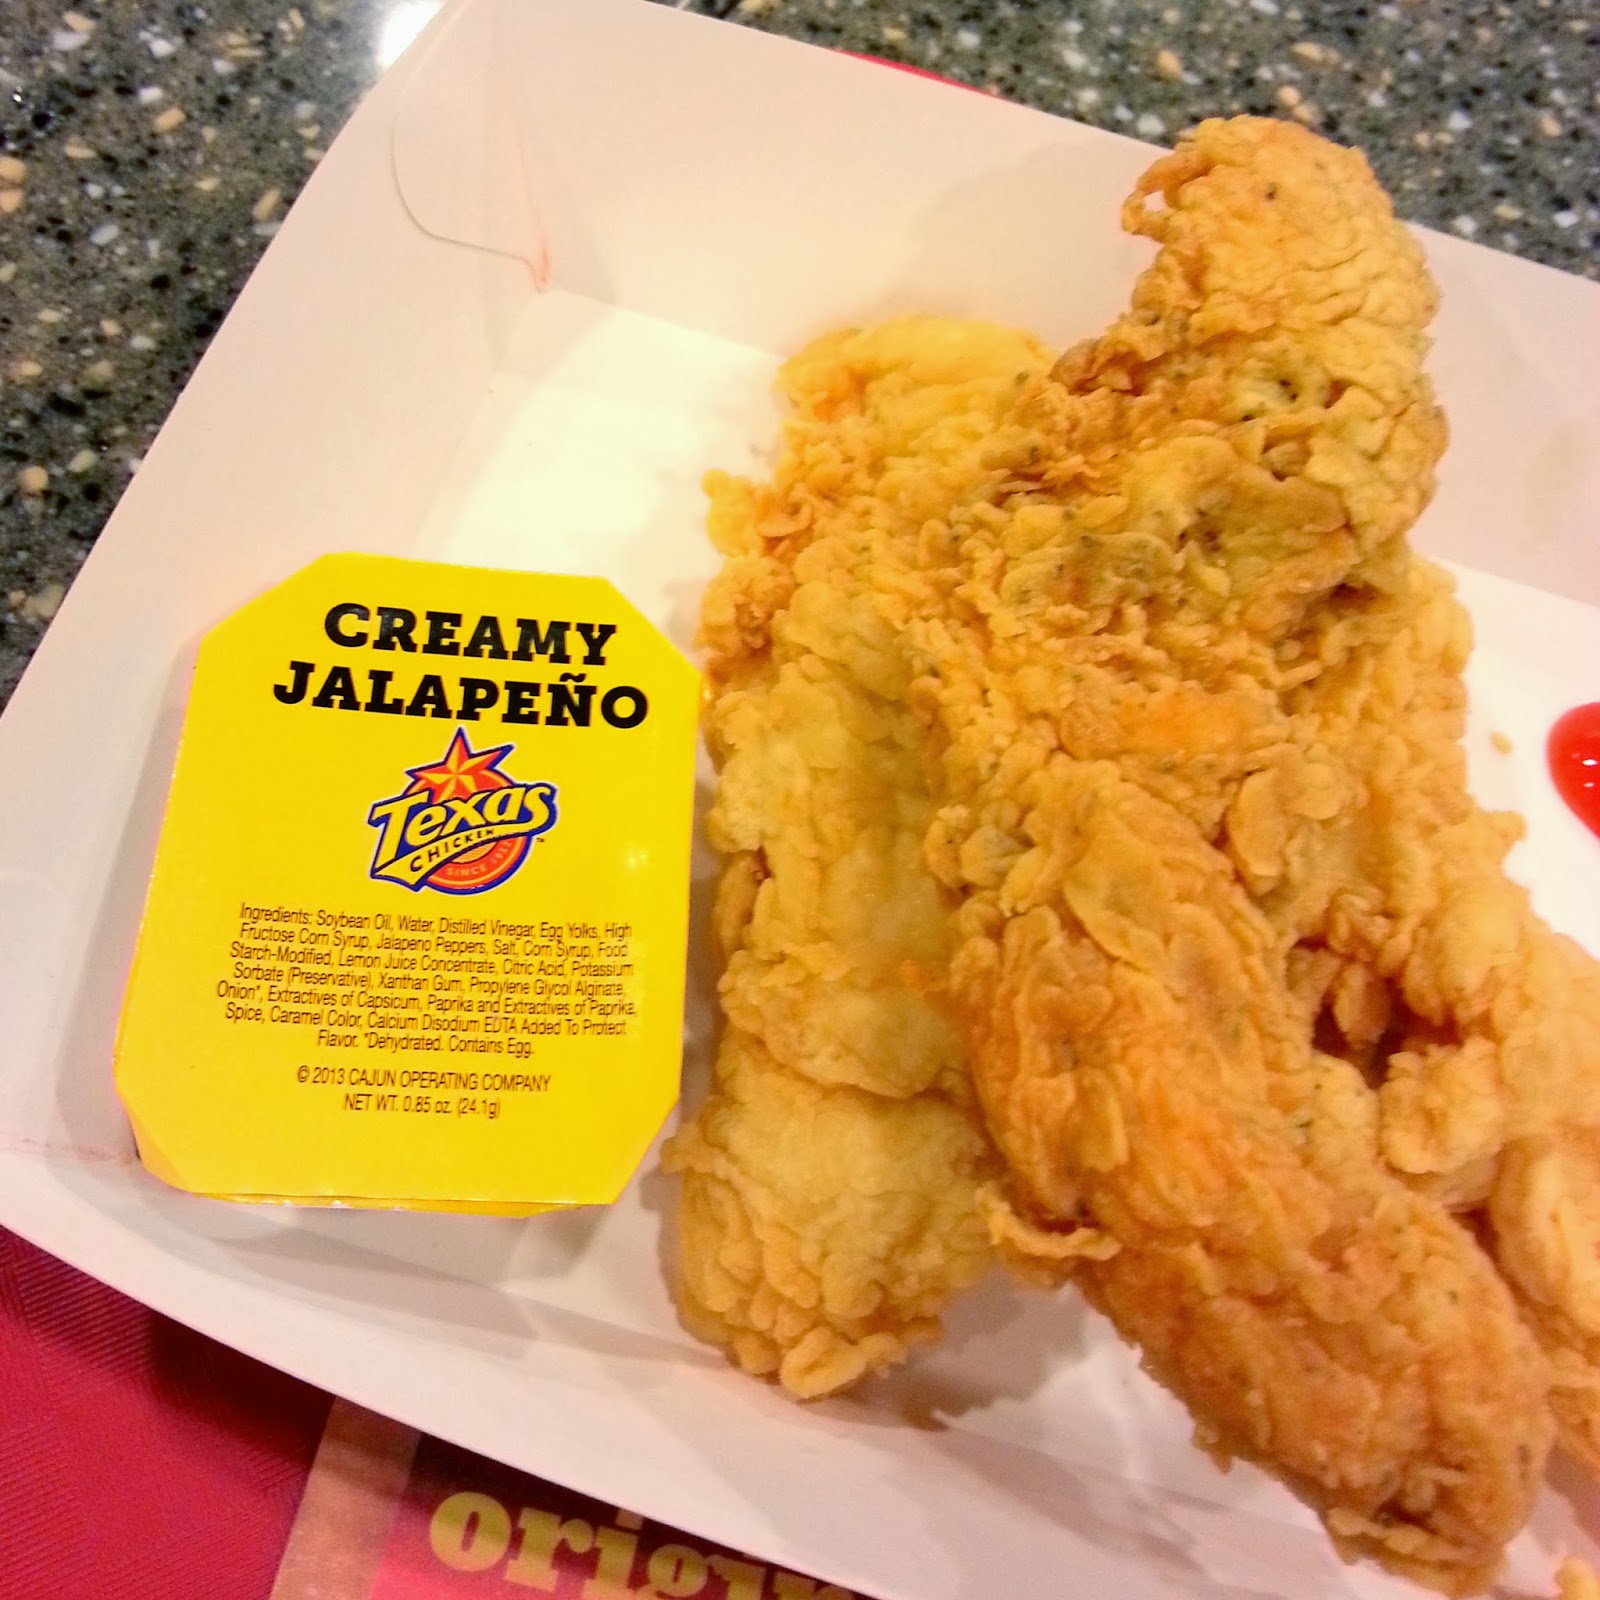 CREAMY
JALAPEÑO
Texas
CHICKEN
SINCE 1952
Ingredients: Soybean Oil, Water, Distilled Vinegar, Egg Yolks, High
Fructose Corn Syrup, Jalapeno Peppers, Salt, Corn Syrup, Food
Starch-Modified, Lemon Juice Concentrate, Citric Acid, Potassium
Sorbate (Preservative), Xanthan Gum, Propylene Glycol Alginate,
Onion*, Extractives of Capsicum, Paprika and Extractives of Paprika,
Spice, Caramel Color, Calcium Disodium EDTA Added To Protect
Flavor. *Dehydrated. Contains Egg.
© 2013 CAJUN OPERATING COMPANY
NET WT. 0.85 oz. (24.1g)